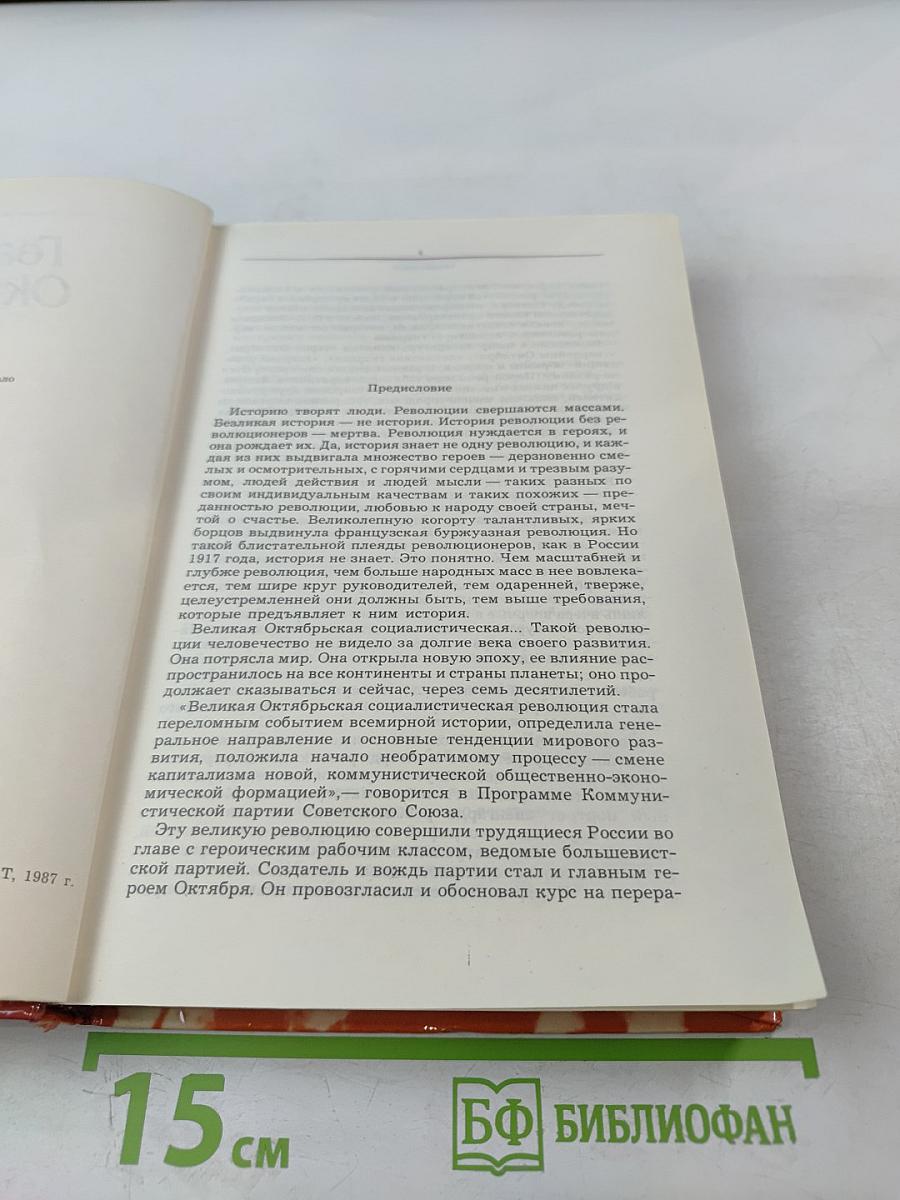 Ок
ало
Т, 1987 г.
Предисловие
Историю творят люди. Революции свершаются массами.
Безликая история — не история. История революции без ре-
волюционеров — мертва. Революция нуждается в героях, и
она рождает их. Да, история знает не одну революцию, и каж-
дая из них выдвигала множество героев — дерзновенно сме-
лых и осмотрительных, с горячими сердцами и трезвым разу-
мом, людей действия и людей мысли — таких разных по
своим индивидуальным качествам и таких похожих — пре-
данностью революции, любовью к народу своей страны, меч-
той о счастье. Великолепную когорту талантливых, ярких
борцов выдвинула французская буржуазная революция. Но
такой блистательной плеяды революционеров, как в России
1917 года, история не знает. Это понятно. Чем масштабней и
глубже революция, чем больше народных масс в нее вовлека-
ется, тем шире круг руководителей, тем одаренней, тверже,
целеустремленней они должны быть, тем выше требования,
которые предъявляет к ним история.
Великая Октябрьская социалистическая... Такой револю-
ции человечество не видело за долгие века своего развития.
Она потрясла мир. Она открыла новую эпоху, ее влияние рас-
пространилось на все континенты и страны планеты; оно про-
должает сказываться и сейчас, через семь десятилетий.
«Великая Октябрьская социалистическая революция стала
переломным событием всемирной истории, определила гене-
ральное направление и основные тенденции мирового раз-
вития, положила начало необратимому процессу — смене
капитализма новой, коммунистической общественно-эконо-
мической формацией»,— говорится в Программе Коммуни-
стической партии Советского Союза.
Эту великую революцию совершили трудящиеся России во
главе с героическим рабочим классом, ведомые большевист-
ской партией. Создатель и вождь партии стал и главным ге-
роем Октября. Он провозгласил и обосновал курс на перера-
15 см
БФ БИБЛИОФАН